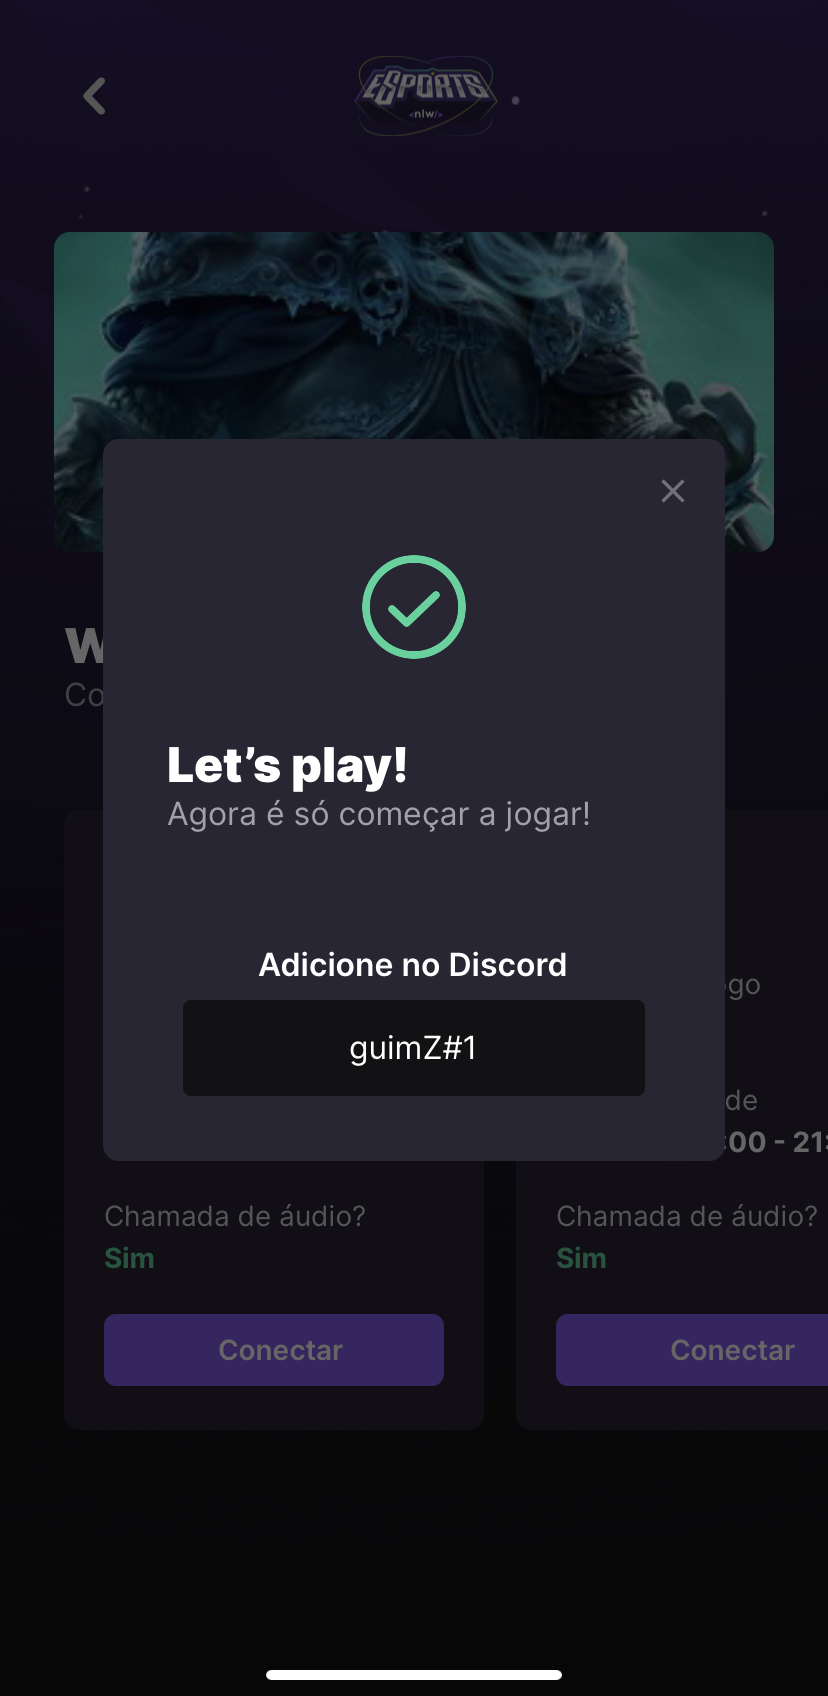 ESPORTS
<nlw/>
W
Co
Let’s play!
Agora é só começar a jogar!
Adicione no Discord
guimZ#1
ogo
de
:00 - 21:
Chamada de áudio?
Sim
Conectar
Chamada de áudio?
Sim
Conectar